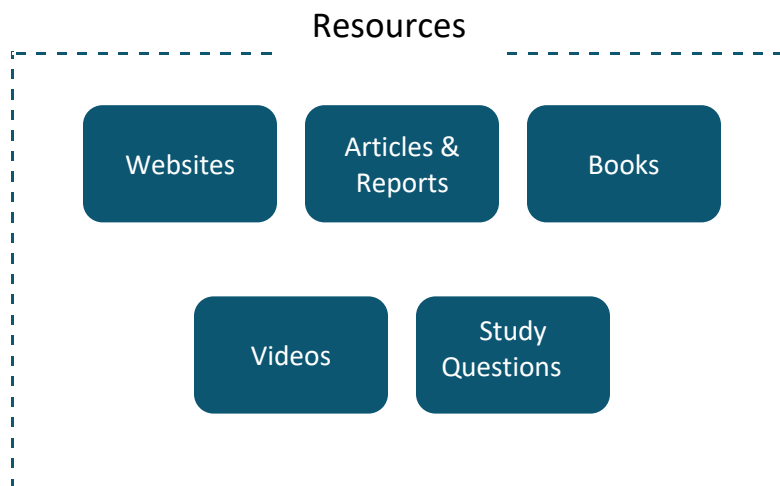 Resources
Websites
Articles &
Reports
Books
Videos
Study
Questions